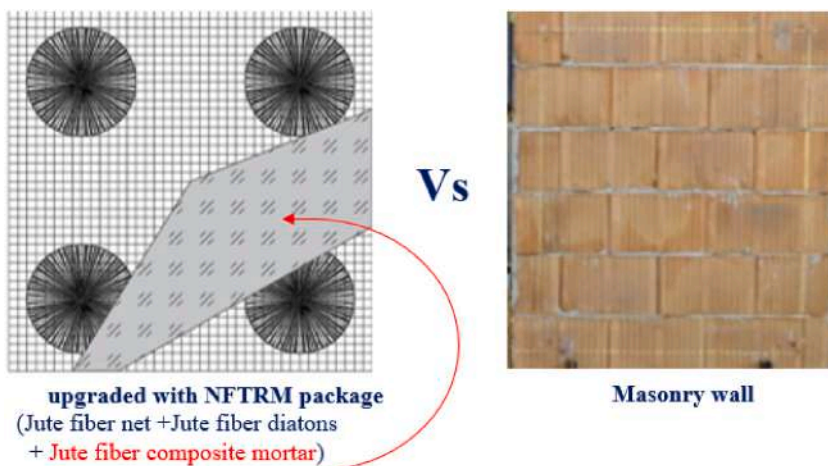 Vs
upgraded with NFTRM package
(Jute fiber net +Jute fiber diatons
+ Jute fiber composite mortar)
Masonry wall